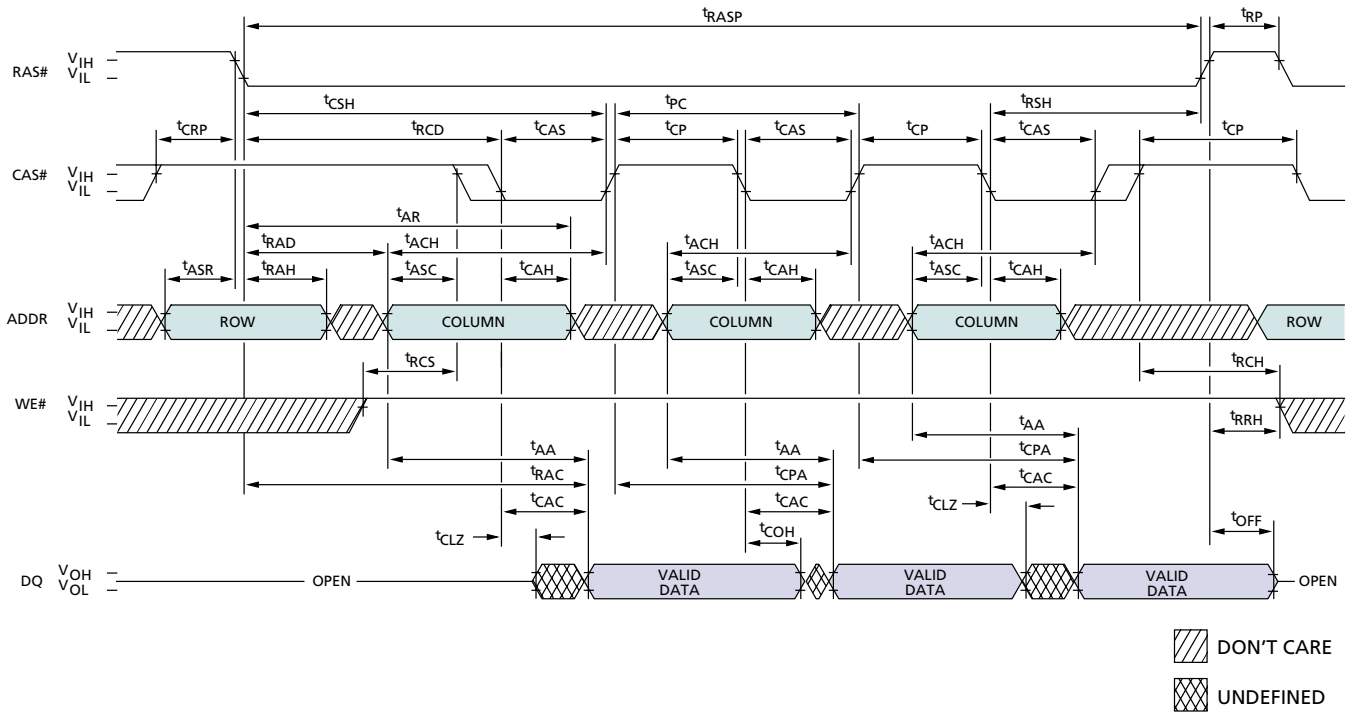 tRASP tRP
RAS# VIH
VIL
tCSH tPC tRSH
tCRP tRCD tCAS tCP tCAS tCP tCAS tCP
CAS# VIH
VIL
tAR
tRAD tACH tACH tACH
tASR tRAH tASC tCAH tASC tCAH tASC tCAH
ADDR VIH
VIL
ROW COLUMN COLUMN COLUMN ROW
tRCS tRCH
WE# VIH
VIL
tRRH
tAA tAA tAA
tRAC tCPA tCPA
tCAC tCAC tCAC
tCLZ tCOH tCLZ tOFF
DQ VOH
VOL
OPEN VALID DATA VALID DATA VALID DATA OPEN
DON'T CARE
UNDEFINED